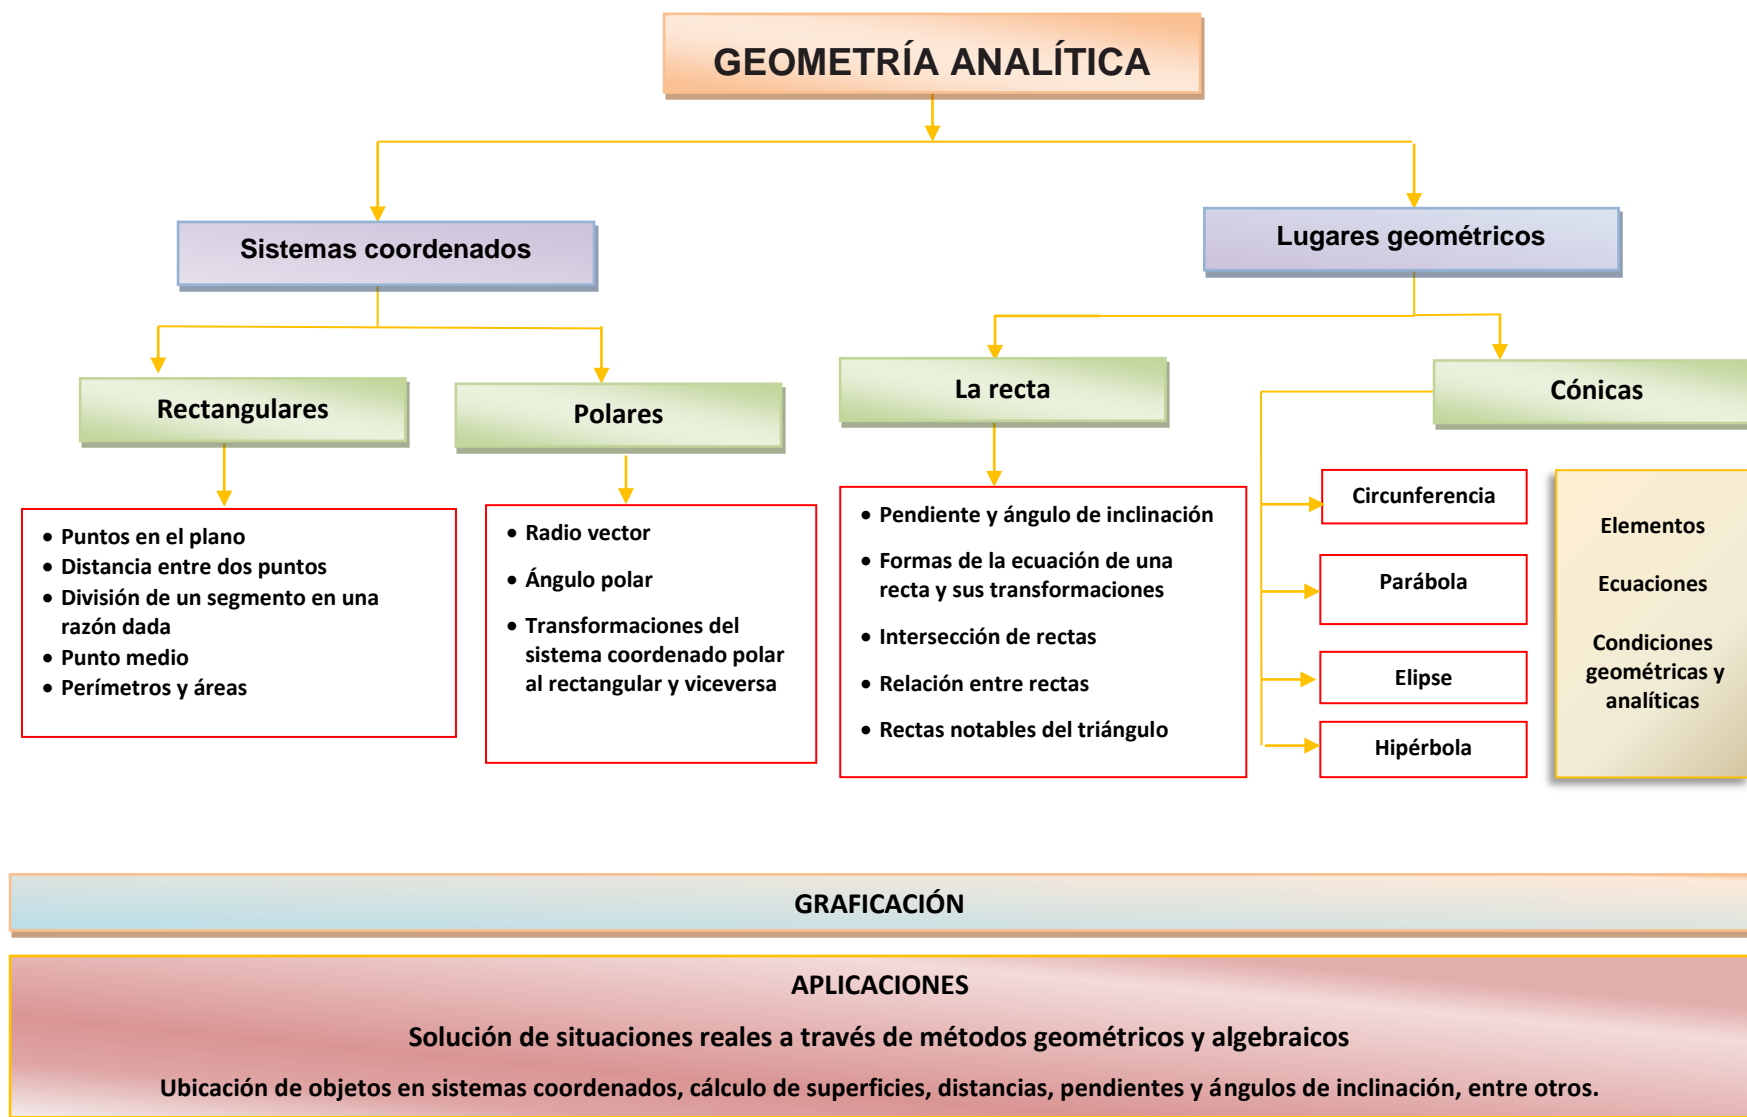 GEOMETRÍA ANALÍTICA
Sistemas coordenados
Lugares geométricos
Rectangulares
Polares
La recta
Cónicas
• Puntos en el plano
• Distancia entre dos puntos
• División de un segmento en una
razón dada
• Punto medio
• Perímetros y áreas
• Radio vector
• Ángulo polar
• Transformaciones del
sistema coordenado polar
al rectangular y viceversa
• Pendiente y ángulo de inclinación
• Formas de la ecuación de una
recta y sus transformaciones
• Intersección de rectas
• Relación entre rectas
• Rectas notables del triángulo
Circunferencia
Parábola
Elipse
Hipérbola
Elementos
Ecuaciones
Condiciones
geométricas y
analíticas
GRAFICACIÓN
APLICACIONES
Solución de situaciones reales a través de métodos geométricos y algebraicos
Ubicación de objetos en sistemas coordenados, cálculo de superficies, distancias, pendientes y ángulos de inclinación, entre otros.